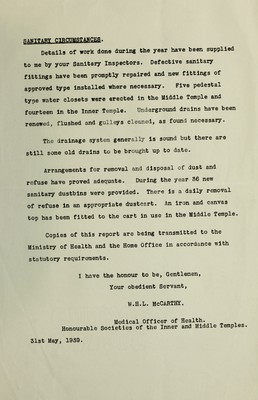 SANITARY CIRCUMSTANCES.
Details of work done during the year have been supplied
to me by your Sanitary Inspectors. Defective sanitary
fittings have been promptly repaired and new fittings of
approved type installed where necessary. Five pedestal
type water closets were erected in the Middle Temple and
fourteen in the Inner Temple. Underground drains have been
renewed, flushed and gulleys cleaned, as found necessary.
The drainage system generally is sound but there are
still some old drains to be brought up to date.
Arrangements for removal and disposal of dust and
refuse have proved adequate. During the year 36 new
sanitary dustbins were provided. There is a daily removal
of refuse in an appropriate dustcart. An iron and canvas
top has been fitted to the cart in use in the Middle Temple.
Copies of this report are being transmitted to the
Ministry of Health and the Home Office in accordance with
statutory requirements.
I have the honour to be, Gentlemen,
Your obedient Servant,
W.H.L. McCARTHY.
Medical Officer of Health.
Honourable Societies of the Inner and Middle Temples.
31st May, 1939.